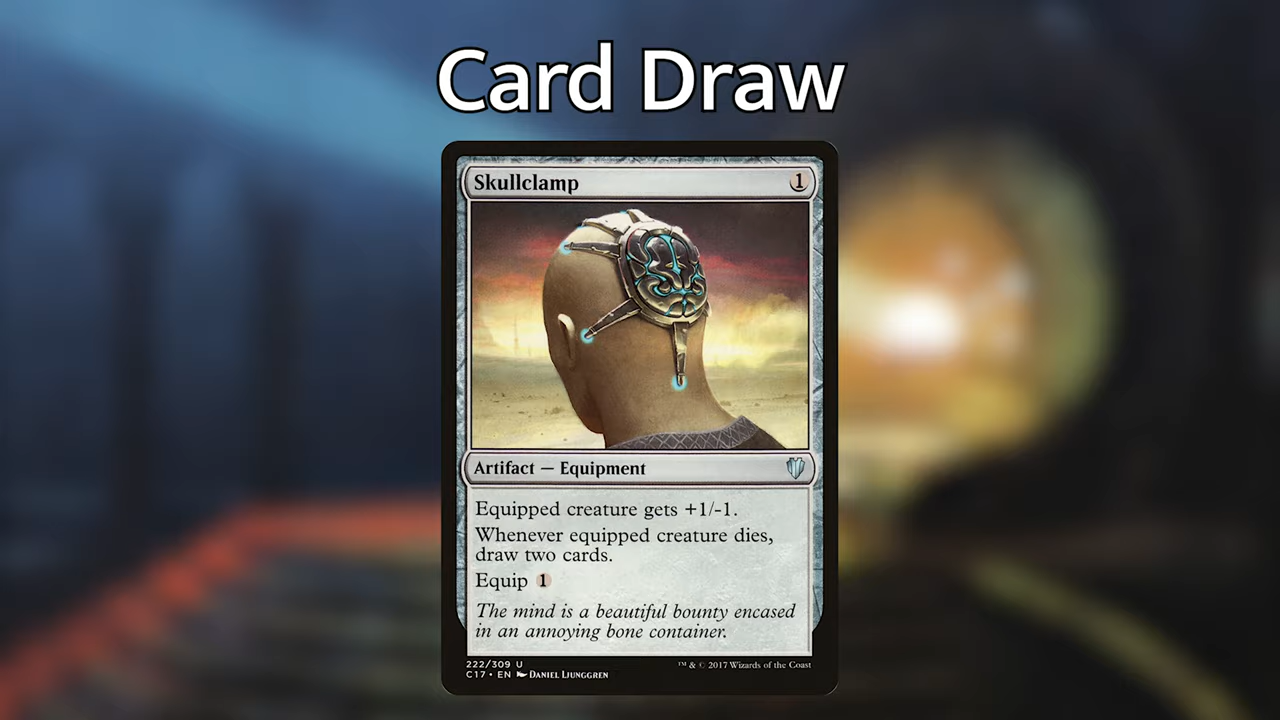 Card Draw
Skullclamp 1
Artifact — Equipment
Equipped creature gets +1/-1.
Whenever equipped creature dies,
draw two cards.
Equip 1
The mind is a beautiful bounty encased
in an annoying bone container.
222/309 U
C17 • EN Daniel Ljunggren
™ & © 2017 Wizards of the Coast